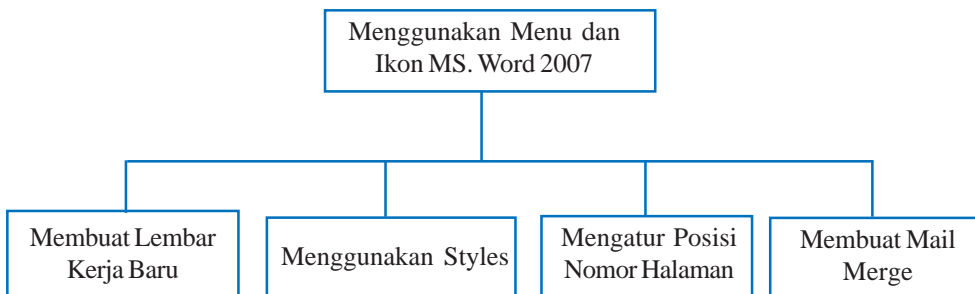 Menggunakan Menu dan
Ikon MS. Word 2007
Membuat Lembar
Kerja Baru
Menggunakan Styles
Mengatur Posisi
Nomor Halaman
Membuat Mail
Merge